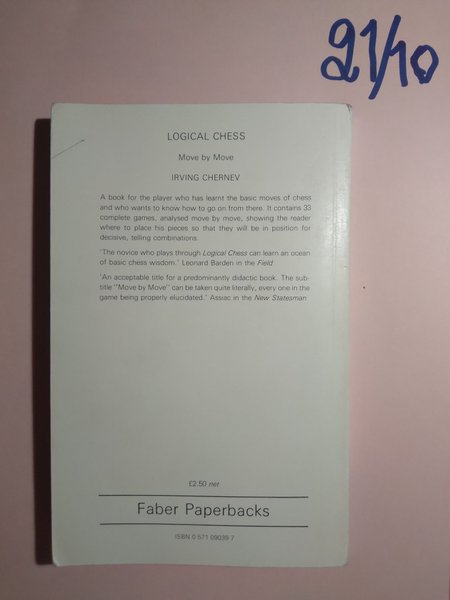 21/10
LOGICAL CHESS
Move by Move
IRVING CHERNEV
A book for the player who has learnt the basic moves of chess
and who wants to know how to go on from there. It contains 33
complete games, analysed move by move, showing the reader
where to place his pieces so that they will be in position for
decisive, telling combinations.
'The novice who plays through Logical Chess can learn an ocean
of basic chess wisdom.' Leonard Barden in the Field
'An acceptable title for a predominantly didactic book. The sub-
title "Move by Move" can be taken quite literally, every one in the
game being properly elucidated.' Assiac in the New Statesman
£2.50 net
Faber Paperbacks
ISBN 0 571 09039 7